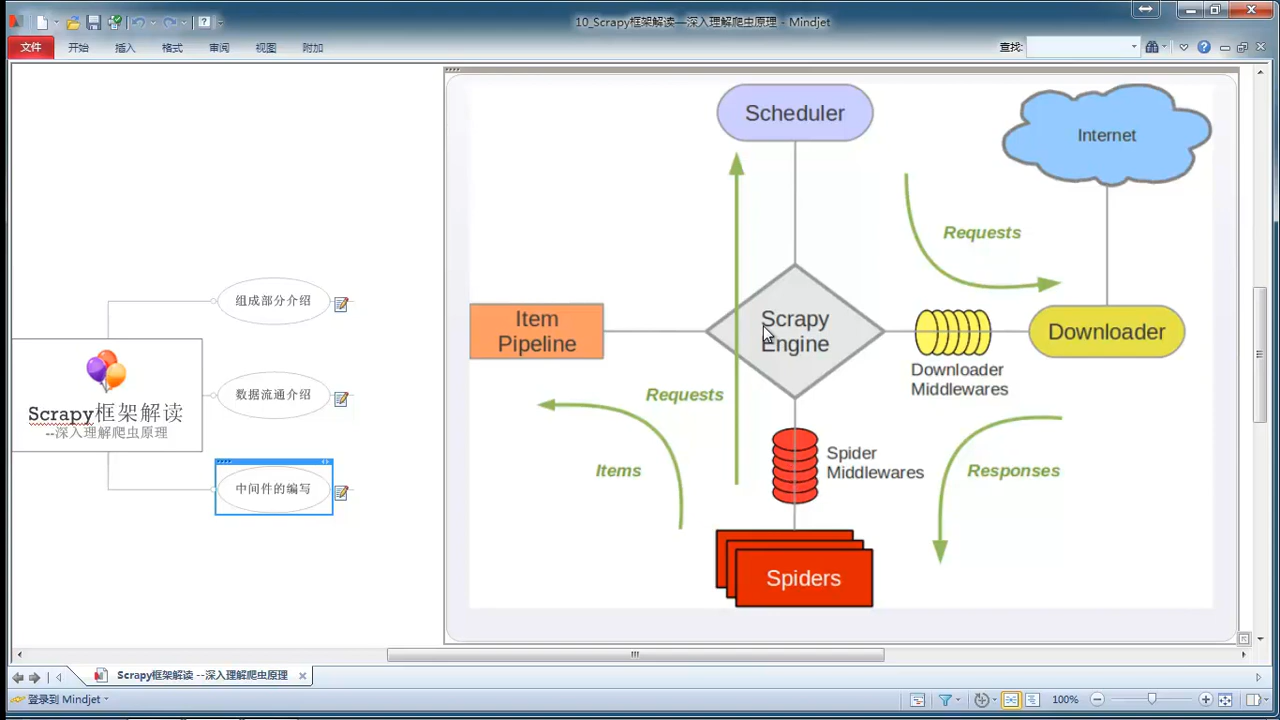 10_Scrapy框架解读—深入理解爬虫原理 - Mindjet
文件 开始 插入 格式 审阅 视图 附加 查找:
Scheduler
Internet
Requests
组成部分介绍
Item
Pipeline
Scrapy
Engine
Downloader
Downloader
Middlewares
数据流通介绍
Requests
Scrapy框架解读
--深入理解爬虫原理
Items
Spider
Middlewares
Responses
中间件的编写
Spiders
Scrapy框架解读 --深入理解爬虫原理
登录到 Mindjet
100%